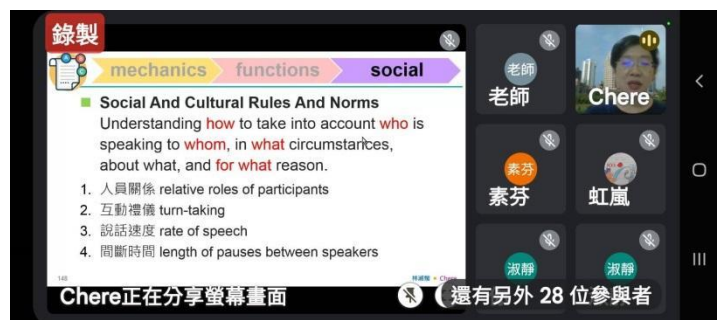 錄製
mechanics functions social
Social And Cultural Rules And Norms
Understanding how to take into account who is
speaking to whom, in what circumstances,
about what, and for what reason.
1. 人員關係 relative roles of participants
2. 互動禮儀 turn-taking
3. 說話速度 rate of speech
4. 間斷時間 length of pauses between speakers
148
Chere正在分享螢幕畫面
老師
老師
Chere
素芬
素芬
虹嵐
淑靜
淑靜
還有另外 28 位參與者